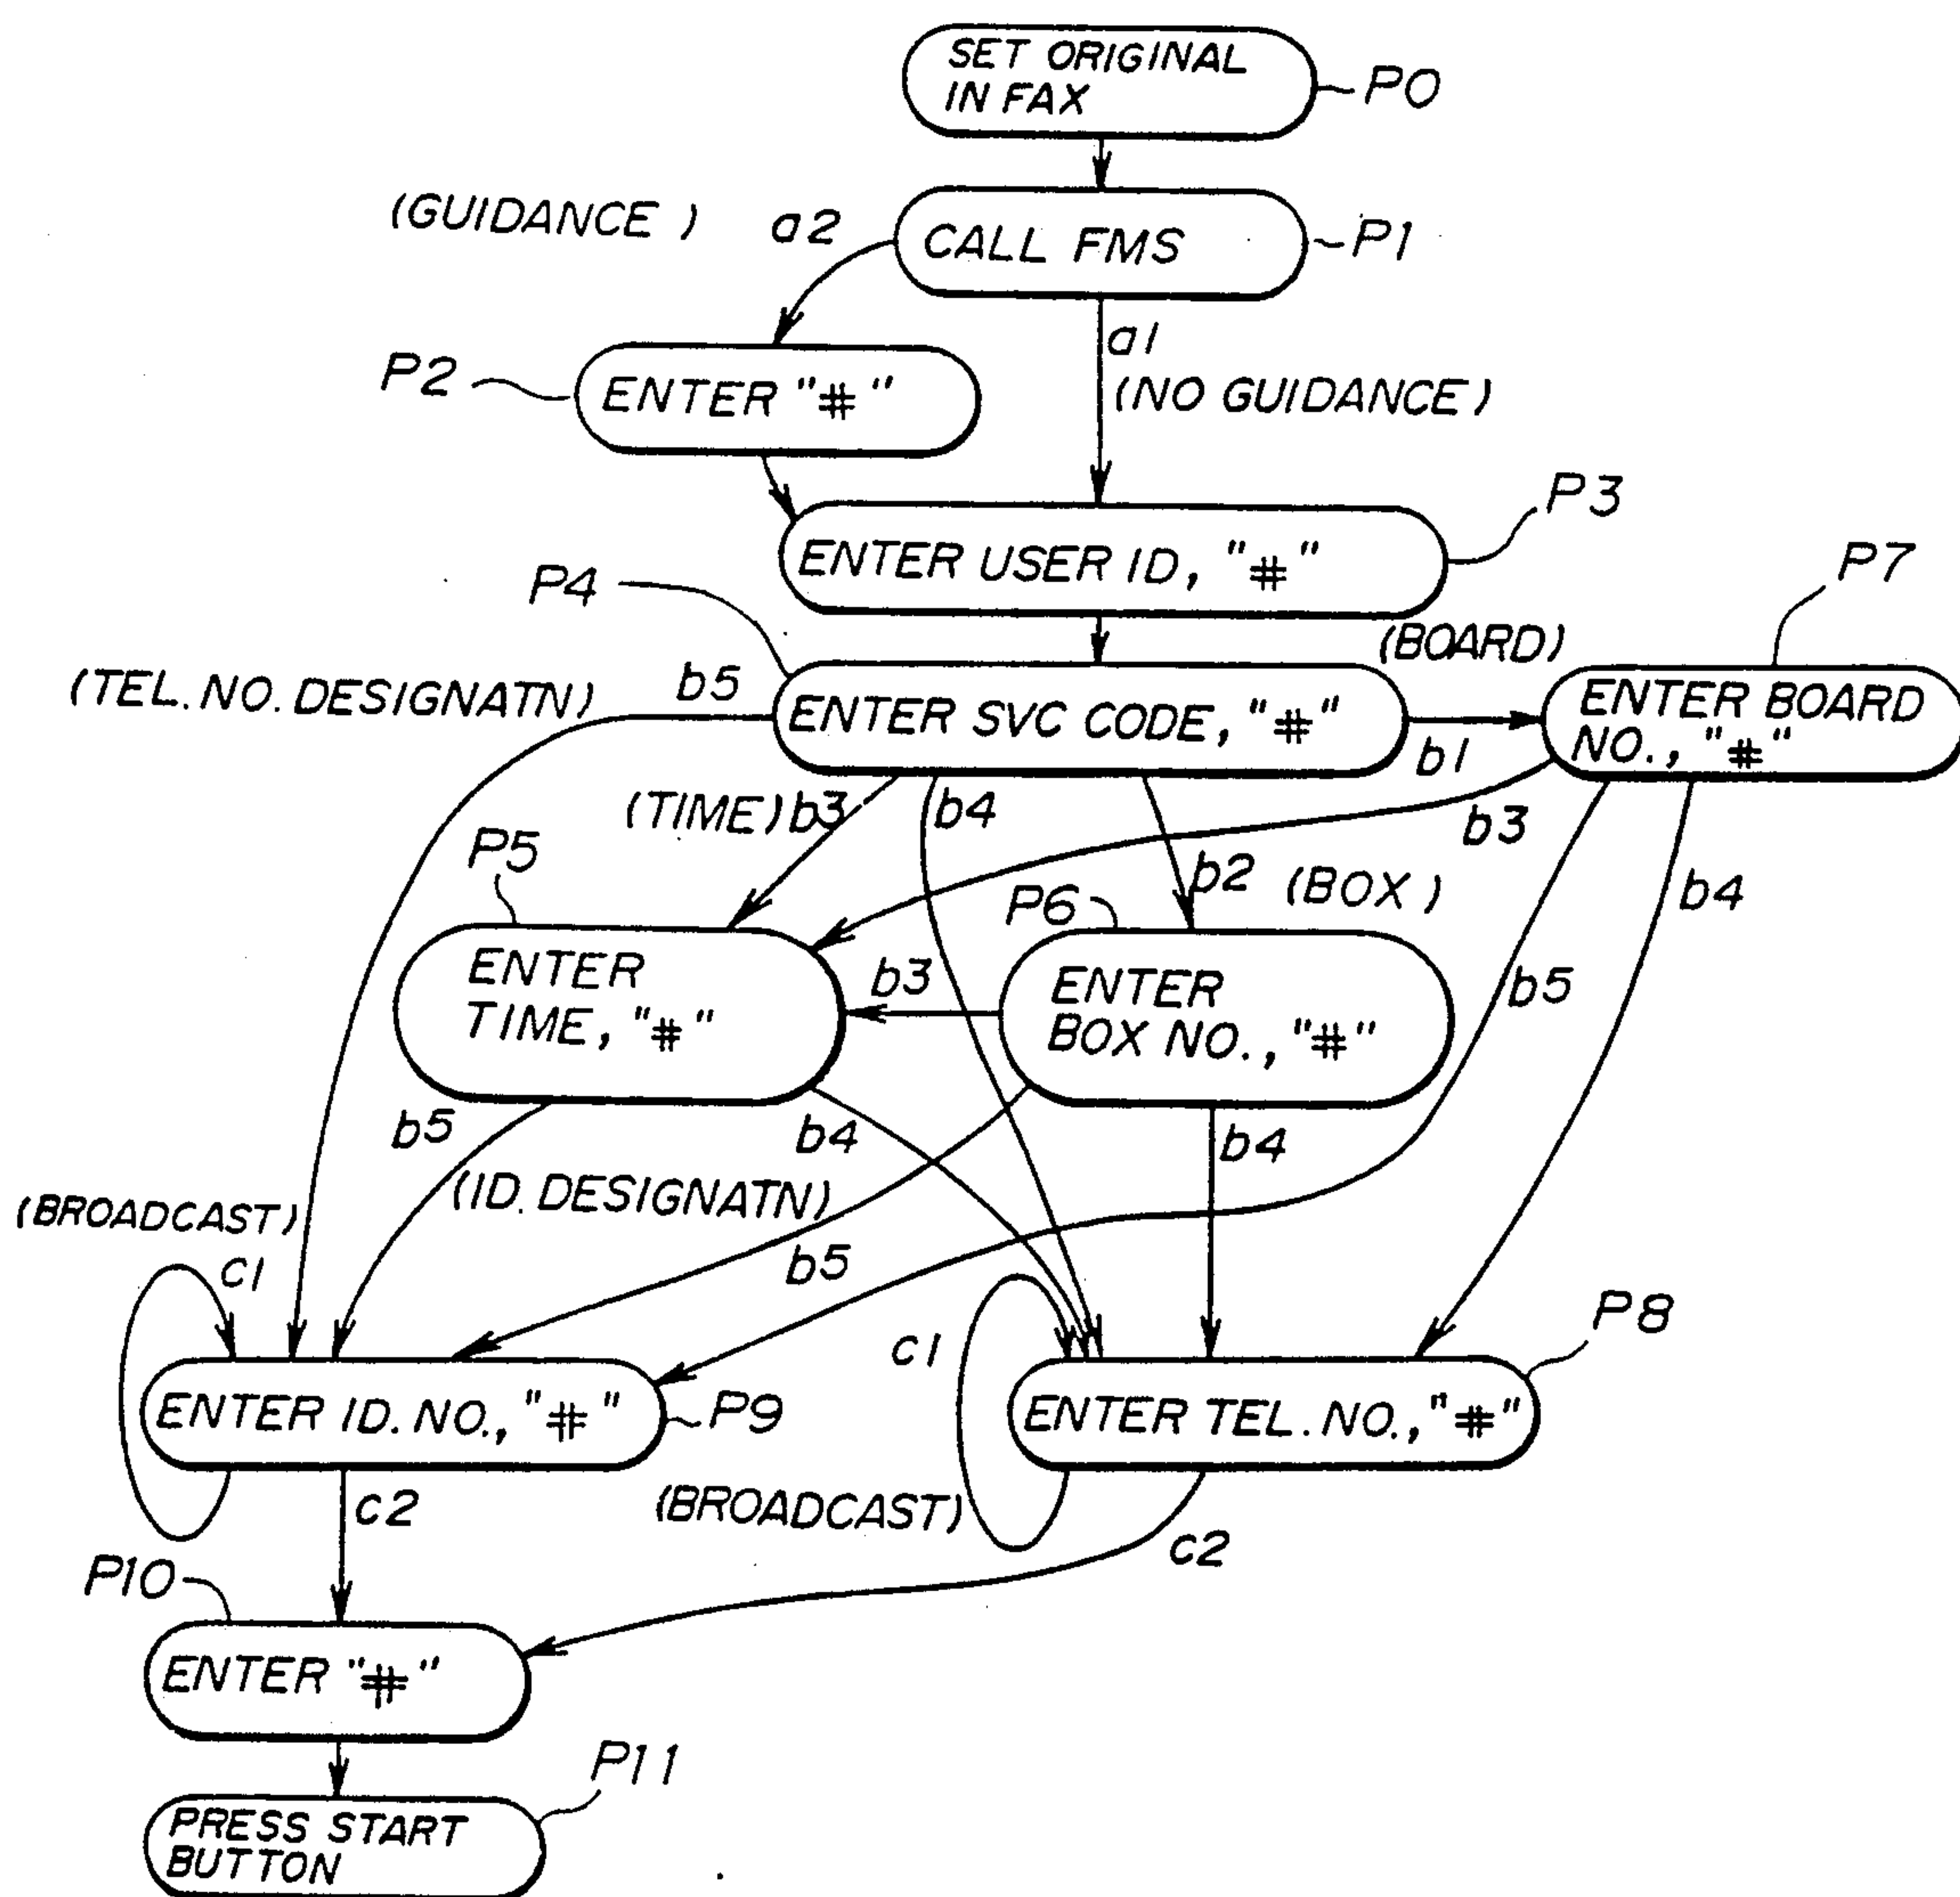 SET ORIGINAL
IN FAX
P0
(GUIDANCE )
a2
CALL FMS
P1
a1
P2
ENTER "#"
(NO GUIDANCE)
P3
ENTER USER ID, "#"
P4
P7
(BOARD)
(TEL. NO. DESIGNATN)
b5
ENTER SVC CODE, "#"
b1
ENTER BOARD
NO., "#"
(TIME) b3
b4
b3
P5
b2 (BOX )
P6
b4
ENTER
TIME, "#"
b3
ENTER
BOX NO., "#"
b5
b5
b4
b4
(ID. DESIGNATN)
(BROADCAST)
c1
b5
P8
c1
ENTER ID. NO., "#"
P9
ENTER TEL. NO., "#"
c2
(BROADCAST)
c2
P10
ENTER "#"
P11
PRESS START
BUTTON